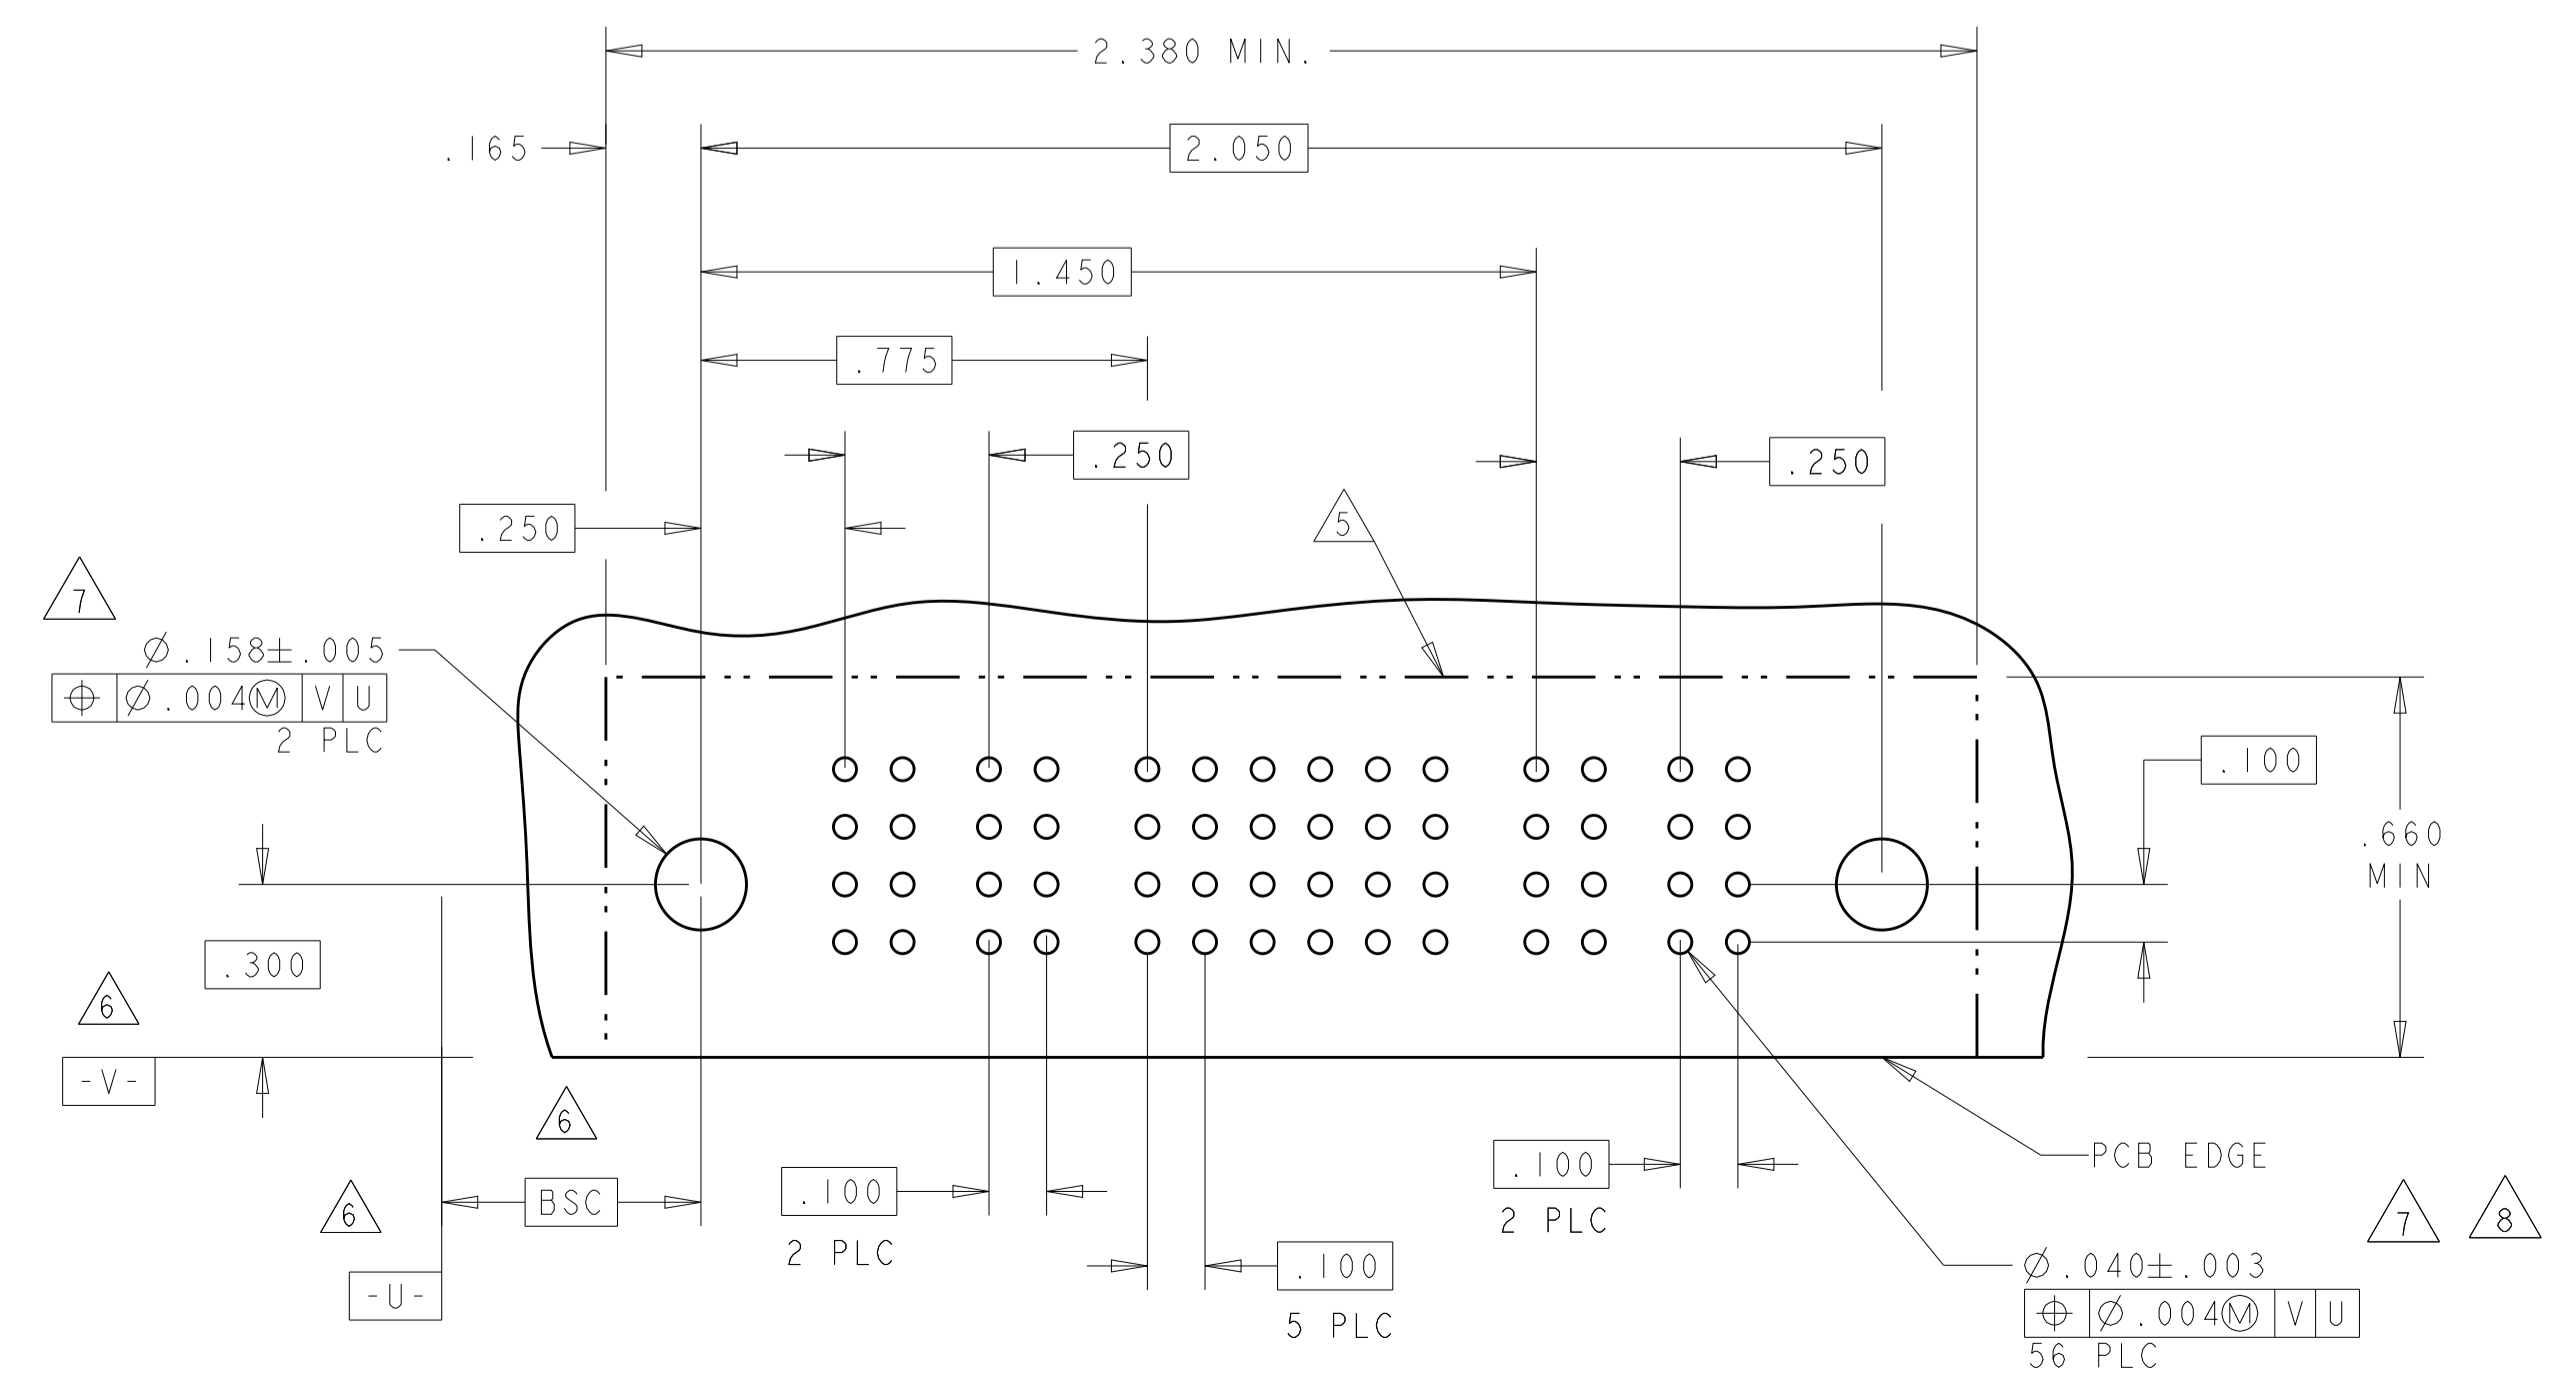 2.380 MIN.
.165
2.050
1.450
.775
.250
.250
.250
5
7
Ø.158±.005
⌖ Ø.004Ⓜ V U
2 PLC
.100
.660
MIN
.300
6
-V-
6
6
BSC
-U-
.100
2 PLC
.100
5 PLC
.100
2 PLC
PCB EDGE
7 8
Ø.040±.003
⌖ Ø.004Ⓜ V U
56 PLC